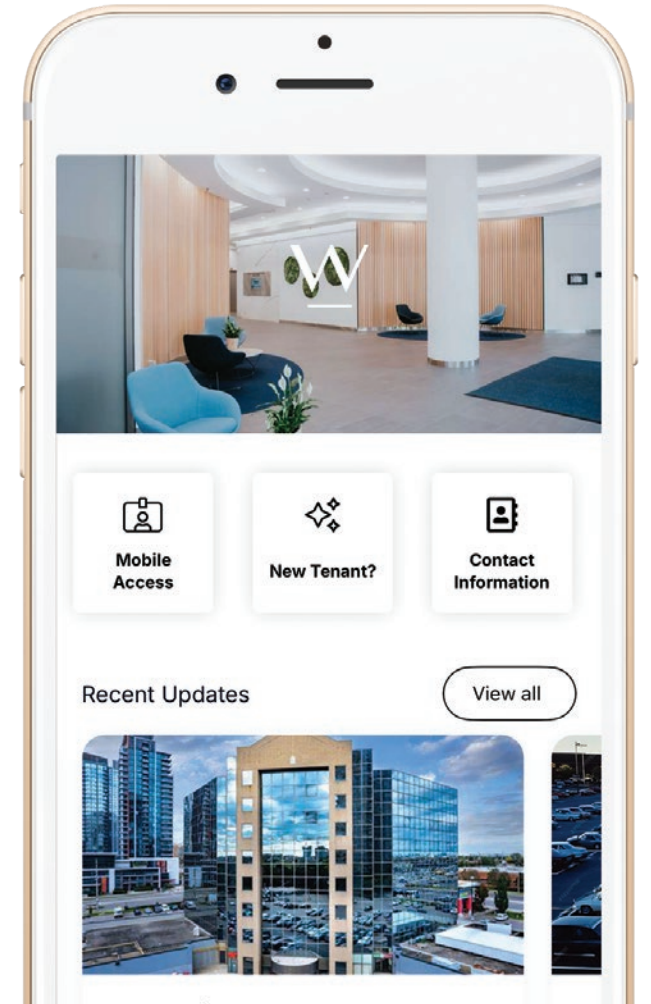 W
Mobile
Access
New Tenant?
Contact
Information
Recent Updates
View all